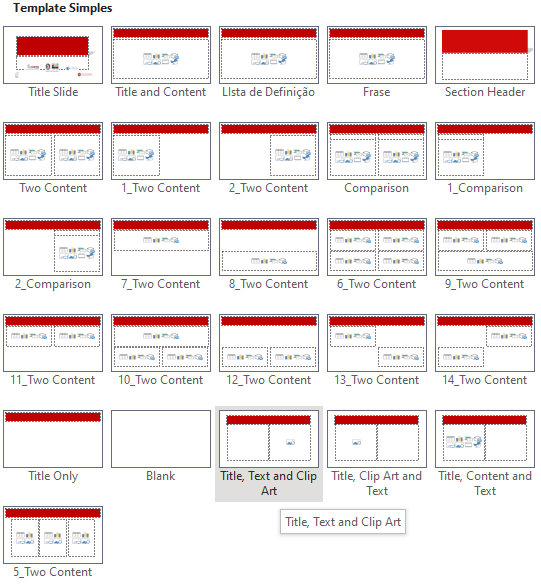 Template Simples
Title Slide
Title and Content
LIsta de Definição
Frase
Section Header
Two Content
1_Two Content
2_Two Content
Comparison
1_Comparison
2_Comparison
7_Two Content
8_Two Content
6_Two Content
9_Two Content
11_Two Content
10_Two Content
12_Two Content
13_Two Content
14_Two Content
Title Only
Blank
Title, Text and Clip
Art
Title, Clip Art and
Text
Title, Content and
Text
Title, Text and Clip Art
5_Two Content